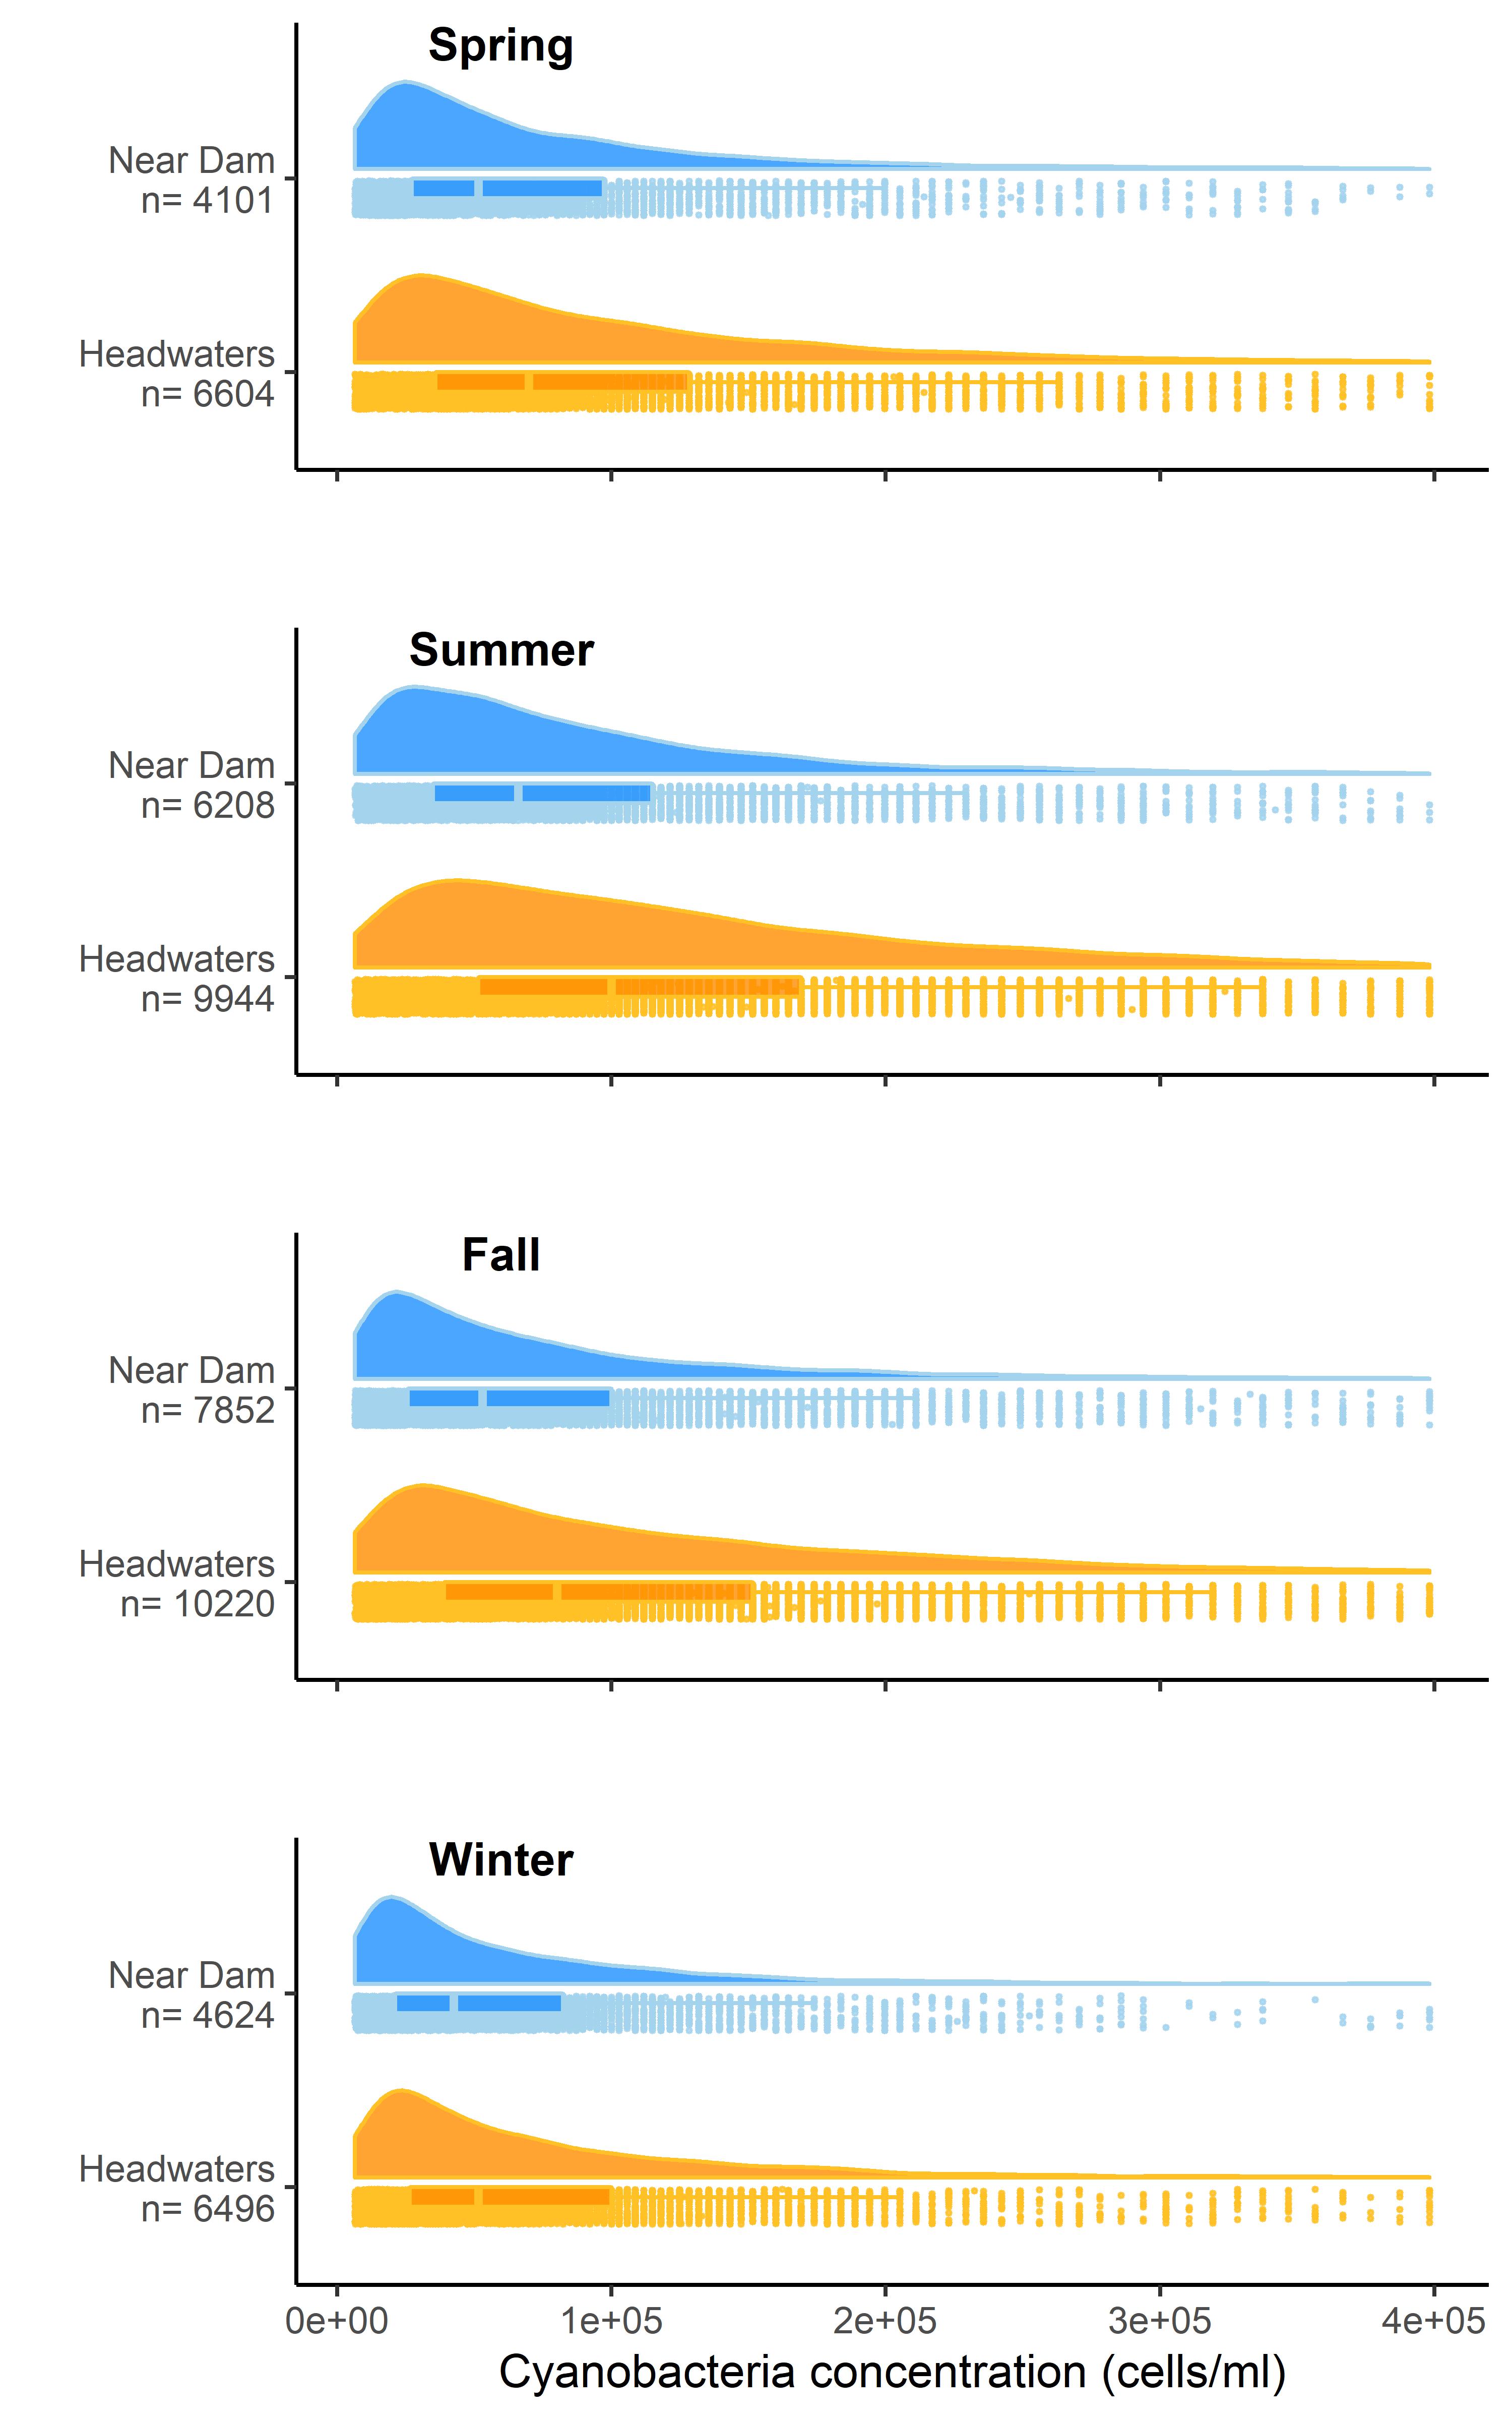 Spring
Near Dam
n= 4101
Headwaters
n= 6604
Summer
Near Dam
n= 6208
Headwaters
n= 9944
Fall
Near Dam
n= 7852
Headwaters
n= 10220
Winter
Near Dam
n= 4624
Headwaters
n= 6496
0e+00 1e+05 2e+05 3e+05 4e+05
Cyanobacteria concentration (cells/ml)